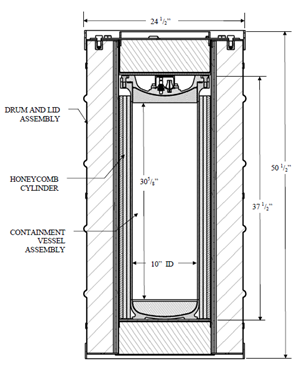 24 1/2"
DRUM AND LID
ASSEMBLY
HONEYCOMB
CYLINDER
CONTAINMENT
VESSEL
ASSEMBLY
30 5/8"
10" ID
50 1/2"
37 1/2"